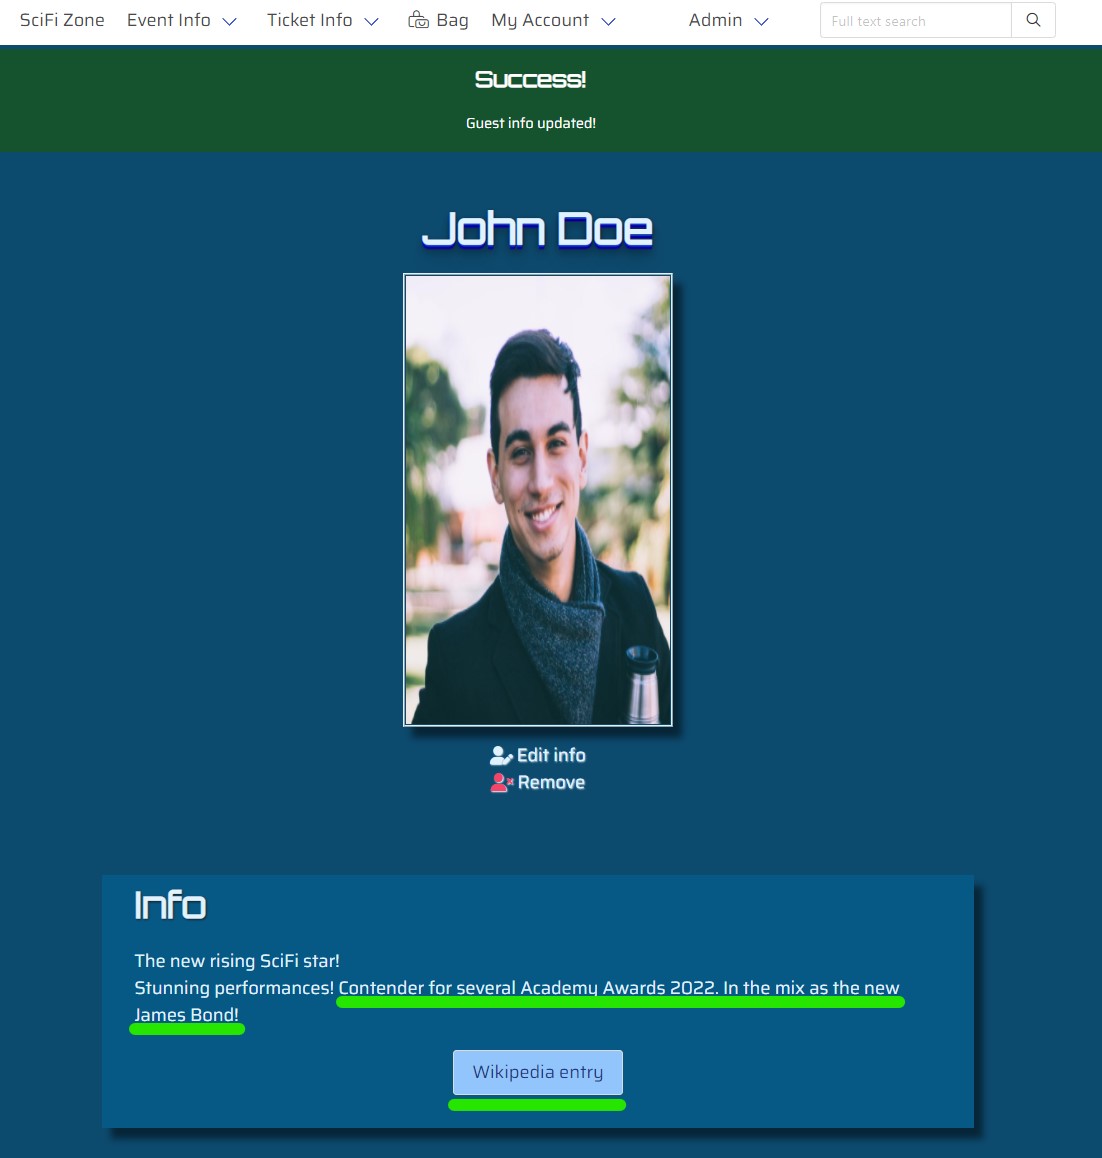 SciFi Zone Event Info Ticket Info Bag My Account Admin Full text search
Success!
Guest info updated!
John Doe
Edit info
Remove
Info
The new rising SciFi star!
Stunning performances! Contender for several Academy Awards 2022. In the mix as the new
James Bond!
Wikipedia entry